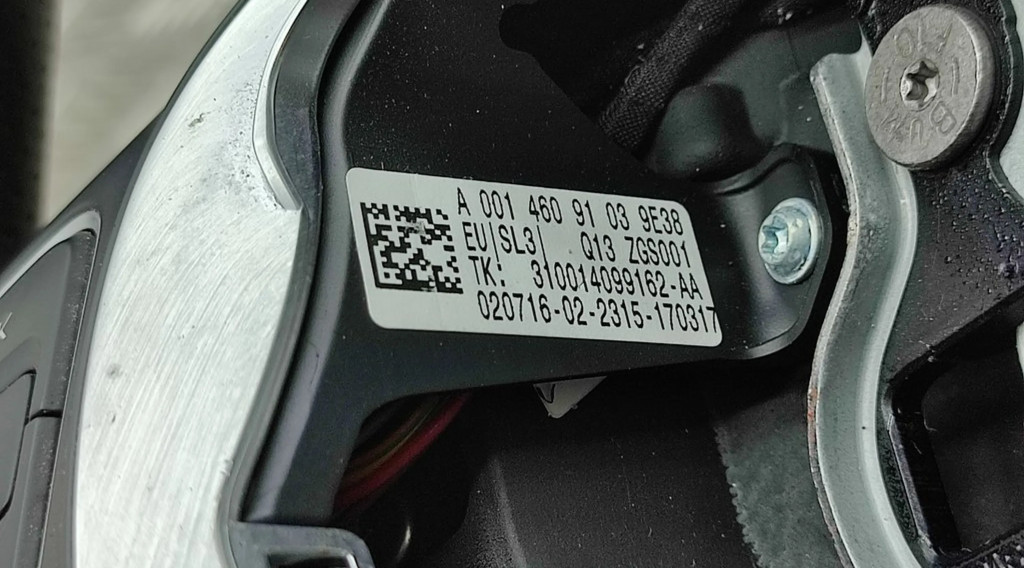 A 001 460 91 03 9E38
EU|SL3| Q13 ZGS001
TK: 310014099162-AA
020716-02-2315-170317